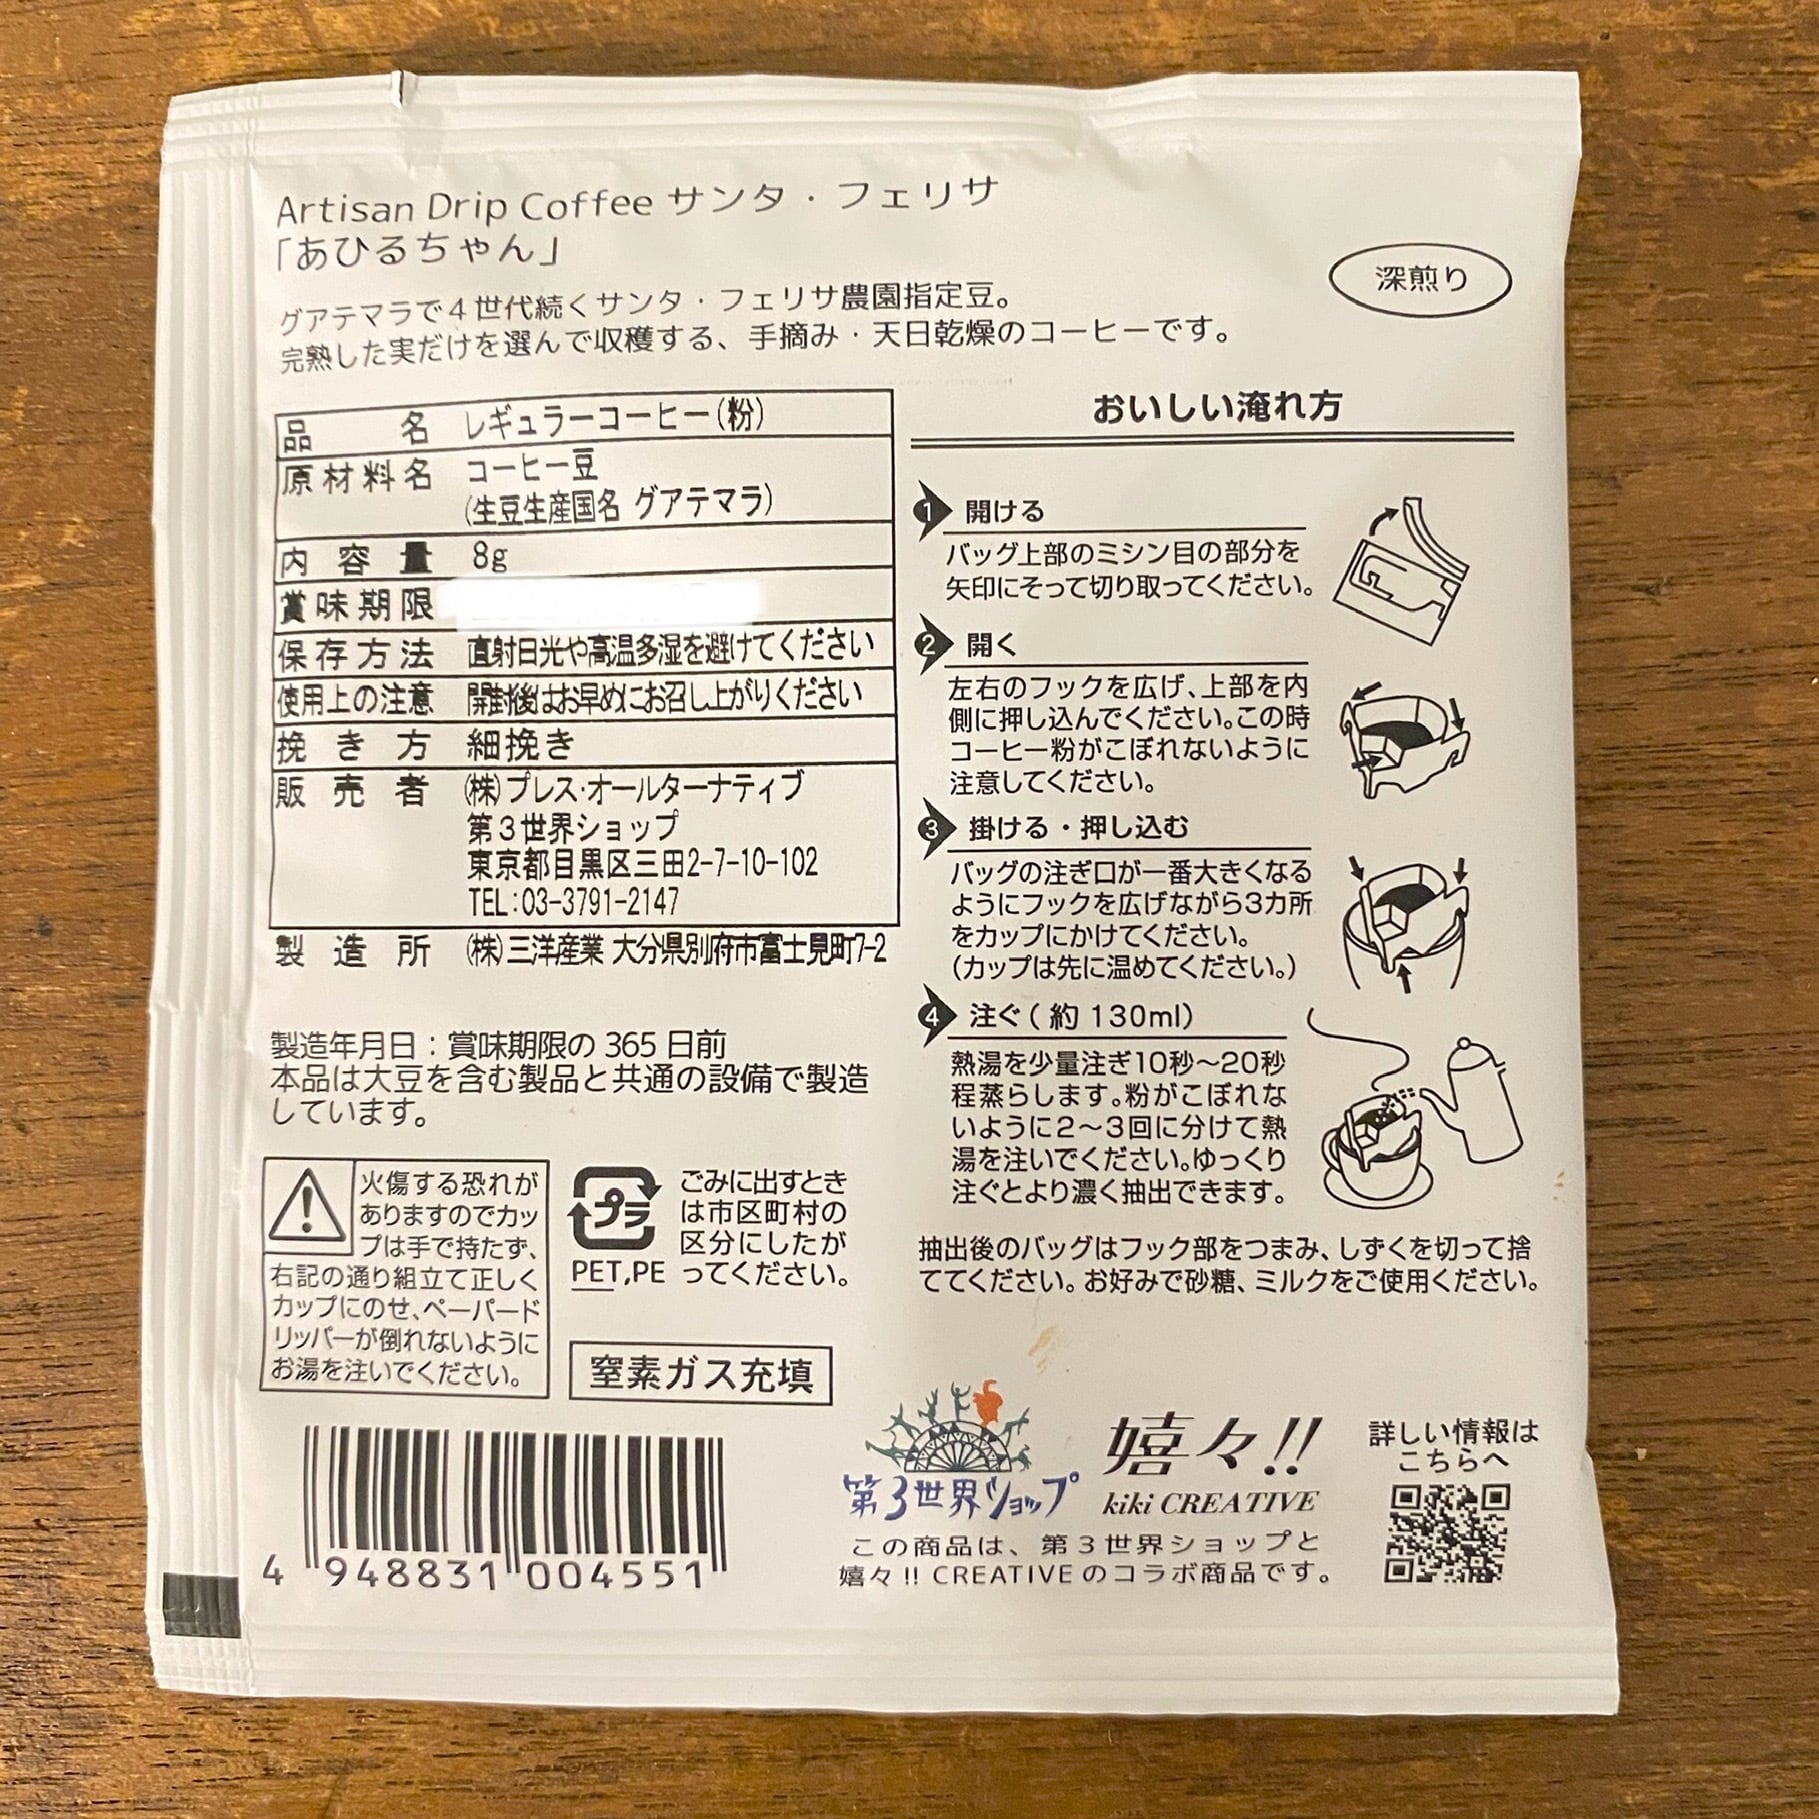 Artisan Drip Coffee サンタ・フェリサ
「あひるちゃん」
深煎り
グアテマラで4世代続くサンタ・フェリサ農園指定豆。
完熟した実だけを選んで収穫する、手摘み・天日乾燥のコーヒーです。
品名 レギュラーコーヒー(粉)
原材料名 コーヒー豆
(生豆生産国名 グアテマラ)
内容量 8g
賞味期限
保存方法 直射日光や高温多湿を避けてください
使用上の注意 開封後はお早めにお召し上がりください
挽き方 細挽き
販売者 (株)プレス・オールターナティブ
第3世界ショップ
東京都目黒区三田2-7-10-102
TEL:03-3791-2147
製造所 (株)三洋産業 大分県別府市富士見町7-2
製造年月日：賞味期限の 365 日前
本品は大豆を含む製品と共通の設備で製造
しています。
火傷する恐れが
ありますのでカッ
プは手で持たず、
右記の通り組立て正しく
カップにのせ、ペーパード
リッパーが倒れないように
お湯を注いでください。
プラ
PET,PE
ごみに出すとき
は市区町村の
区分にしたが
ってください。
窒素ガス充填
4 948831 004551
おいしい淹れ方
1 開ける
バッグ上部のミシン目の部分を
矢印にそって切り取ってください。
2 開く
左右のフックを広げ、上部を内
側に押し込んでください。この時
コーヒー粉がこぼれないように
注意してください。
3 掛ける・押し込む
バッグの注ぎ口が一番大きくなる
ようにフックを広げながら3カ所
をカップにかけてください。
(カップは先に温めてください。)
4 注ぐ(約 130ml)
熱湯を少量注ぎ10秒～20秒
程蒸らします。粉がこぼれな
いように2～3回に分けて熱
湯を注いでください。ゆっくり
注ぐとより濃く抽出できます。
抽出後のバッグはフック部をつまみ、しずくを切って捨
ててください。お好みで砂糖、ミルクをご使用ください。
第3世界ショップ
嬉々!!
kiki CREATIVE
この商品は、第3世界ショップと
嬉々!! CREATIVEのコラボ商品です。
詳しい情報は
こちらへ